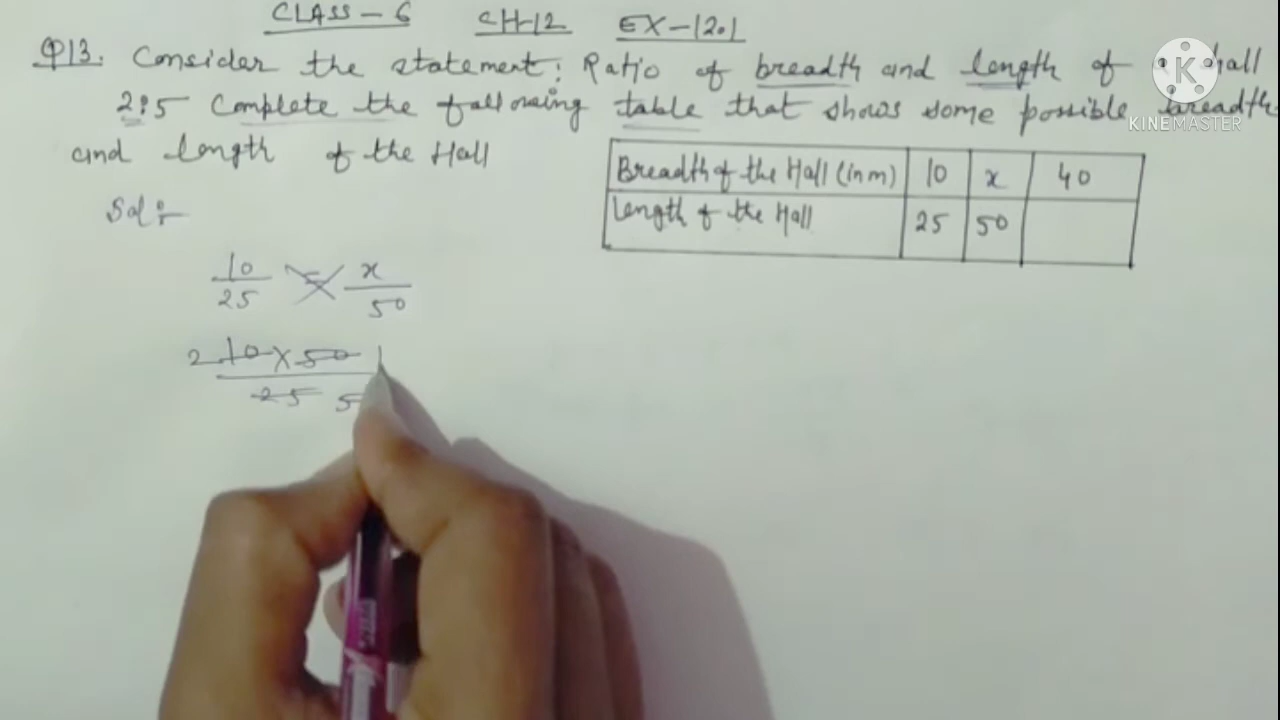 CLASS-6 CH-12 EX-12.1
Q13. Consider the statement: Ratio of breadth and length of hall
2:5 Complete the following table that shows some possible breadth
and length of the Hall
Breadth of the Hall (in m) 10 x 40
Length of the Hall 25 50
Sol:-
10/25 = x/50
2 10 x 50 1
25 5
K
KINEMASTER